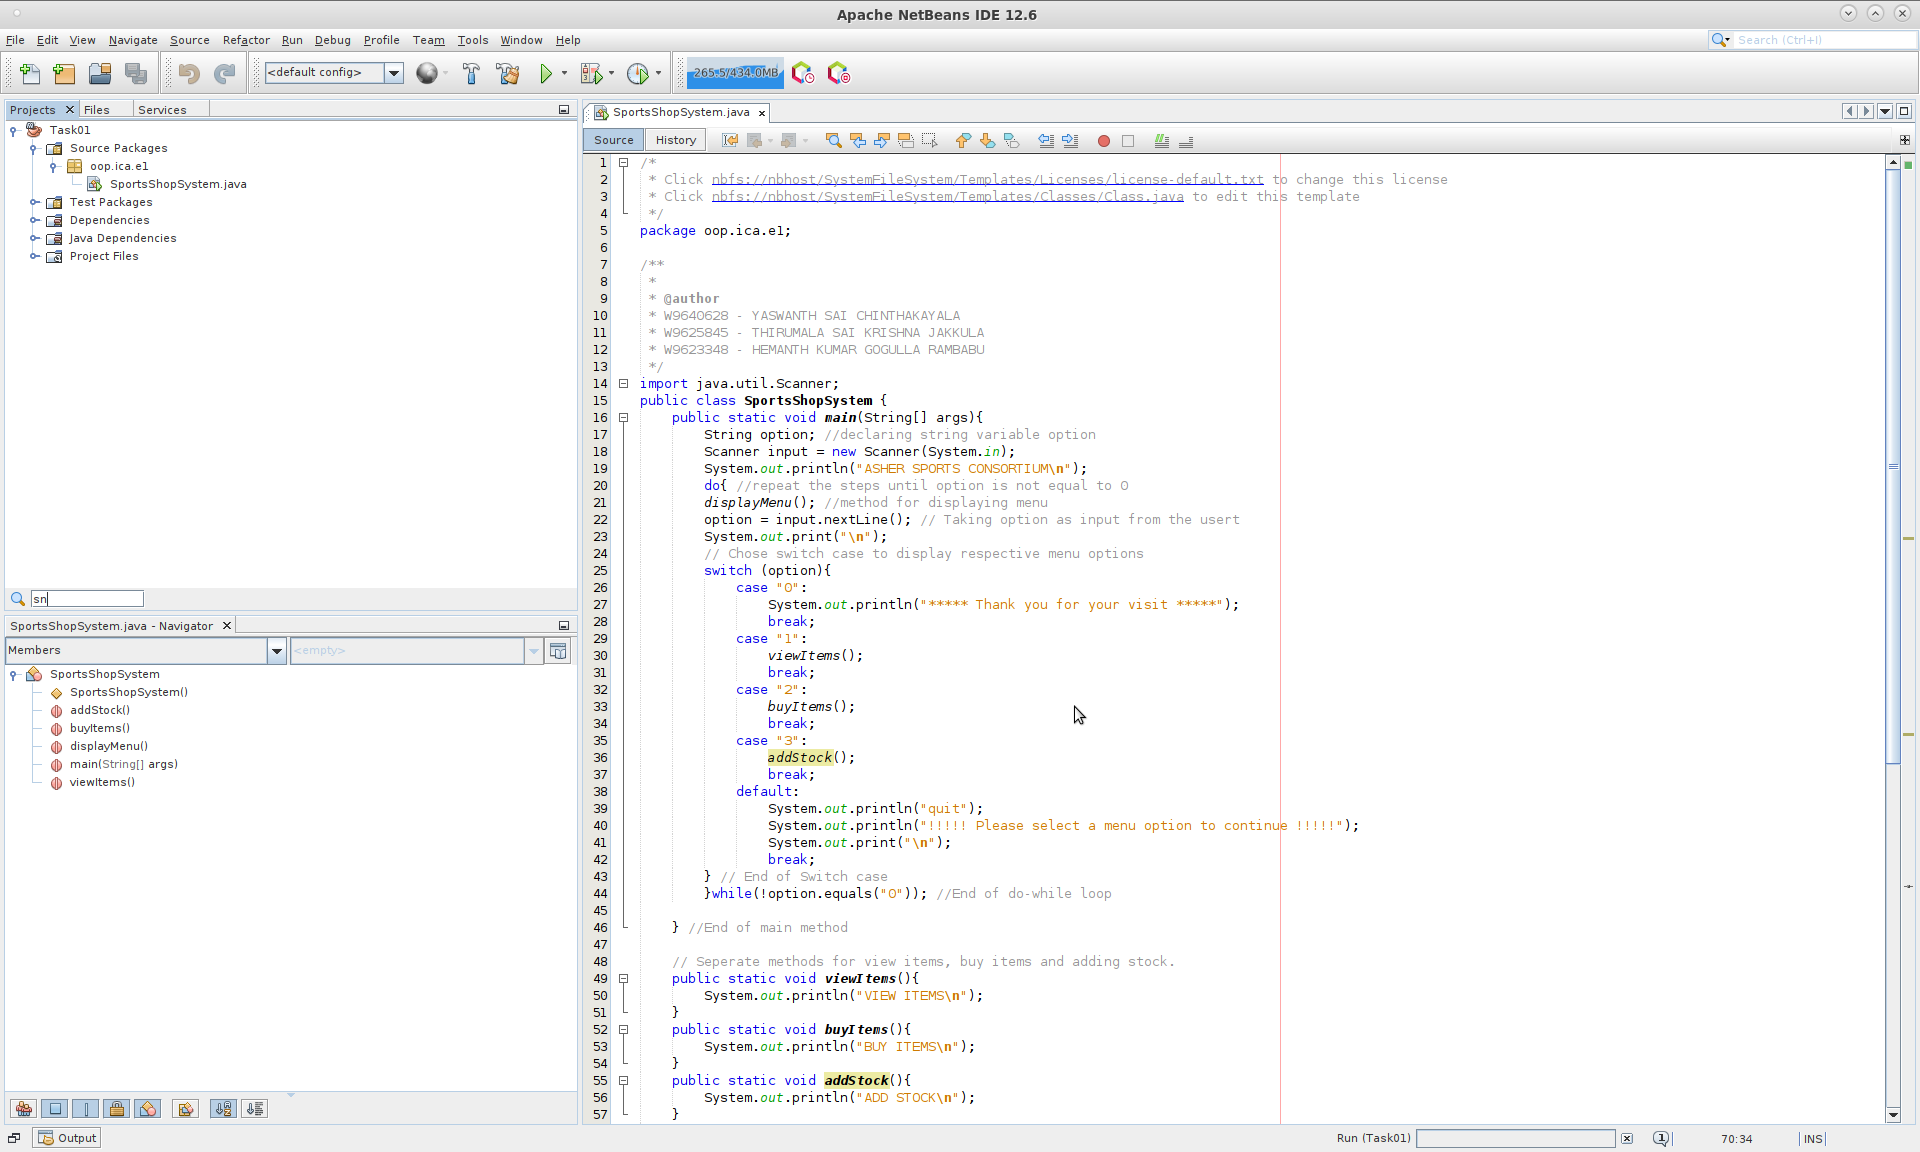 Apache NetBeans IDE 12.6
File Edit View Navigate Source Refactor Run Debug Profile Team Tools Window Help
Search (Ctrl+I)
<default config>
265.5/434.0MB
Projects Files Services
Task01
Source Packages
oop.ica.e1
SportsShopSystem.java
Test Packages
Dependencies
Java Dependencies
Project Files
sn
SportsShopSystem.java - Navigator
Members
<empty>
SportsShopSystem
SportsShopSystem()
addStock()
buyItems()
displayMenu()
main(String[] args)
viewItems()
Output
SportsShopSystem.java
Source History
1 /*
2 * Click nbfs://nbhost/SystemFileSystem/Templates/Licenses/license-default.txt to change this license
3 * Click nbfs://nbhost/SystemFileSystem/Templates/Classes/Class.java to edit this template
4 */
5 package oop.ica.e1;
6
7 /**
8 *
9 * @author
10 * W9640628 - YASWANTH SAI CHINTHAKAYALA
11 * W9625845 - THIRUMALA SAI KRISHNA JAKKULA
12 * W9623348 - HEMANTH KUMAR GOGULLA RAMBABU
13 */
14 import java.util.Scanner;
15 public class SportsShopSystem {
16 public static void main(String[] args){
17 String option; //declaring string variable option
18 Scanner input = new Scanner(System.in);
19 System.out.println("ASHER SPORTS CONSORTIUM\n");
20 do{ //repeat the steps until option is not equal to 0
21 displayMenu(); //method for displaying menu
22 option = input.nextLine(); // Taking option as input from the usert
23 System.out.print("\n");
24 // Chose switch case to display respective menu options
25 switch (option){
26 case "0":
27 System.out.println("***** Thank you for your visit *****");
28 break;
29 case "1":
30 viewItems();
31 break;
32 case "2":
33 buyItems();
34 break;
35 case "3":
36 addStock();
37 break;
38 default:
39 System.out.println("quit");
40 System.out.println("!!!!! Please select a menu option to continue !!!!!");
41 System.out.print("\n");
42 break;
43 } // End of Switch case
44 }while(!option.equals("0")); //End of do-while loop
45
46 } //End of main method
47
48 // Seperate methods for view items, buy items and adding stock.
49 public static void viewItems(){
50 System.out.println("VIEW ITEMS\n");
51 }
52 public static void buyItems(){
53 System.out.println("BUY ITEMS\n");
54 }
55 public static void addStock(){
56 System.out.println("ADD STOCK\n");
57 }
Run (Task01) 1 70:34 INS